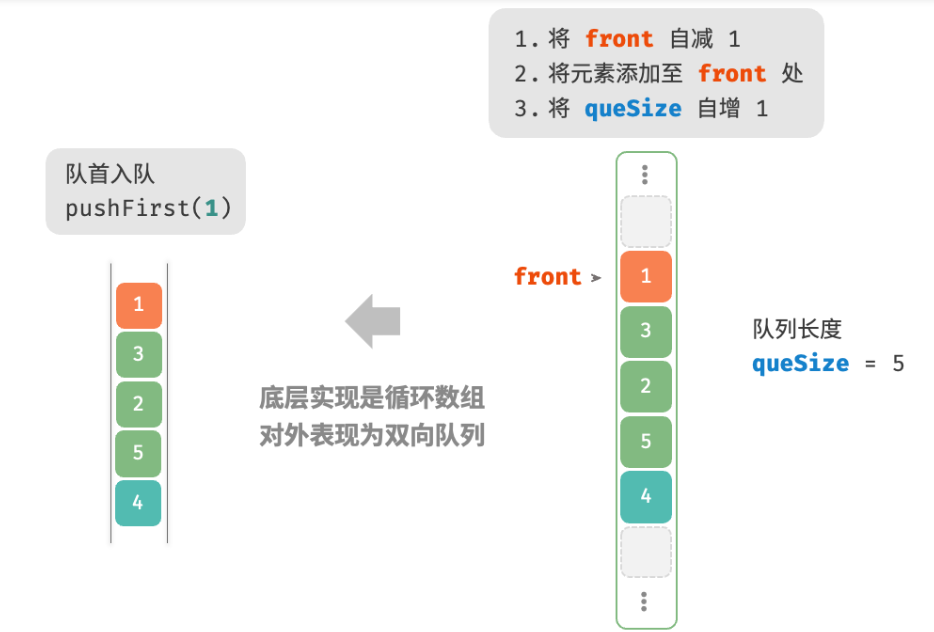 1. 将 front 自减 1
2. 将元素添加至 front 处
3. 将 queSize 自增 1
队首入队
pushFirst(1)
1
3
2
5
4
底层实现是循环数组
对外表现为双向队列
front
1
3
2
5
4
队列长度
queSize = 5